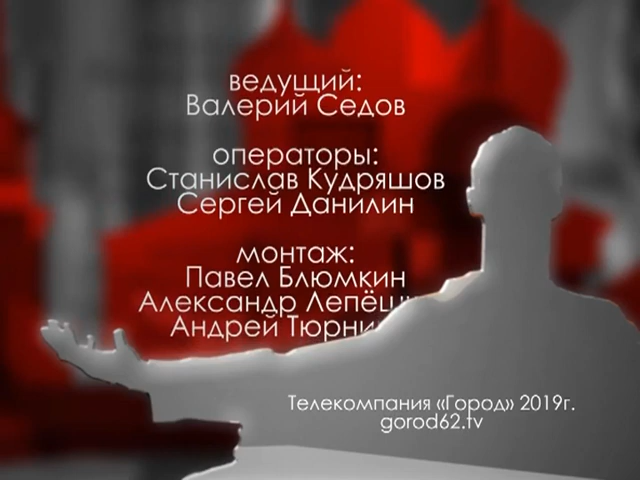 ведущий:
Валерий Седов
операторы:
Станислав Кудряшов
Сергей Данилин
монтаж:
Павел Блюмкин
Александр
Андрей
Телекомпания «Город» 2019г.
gorod62.tv